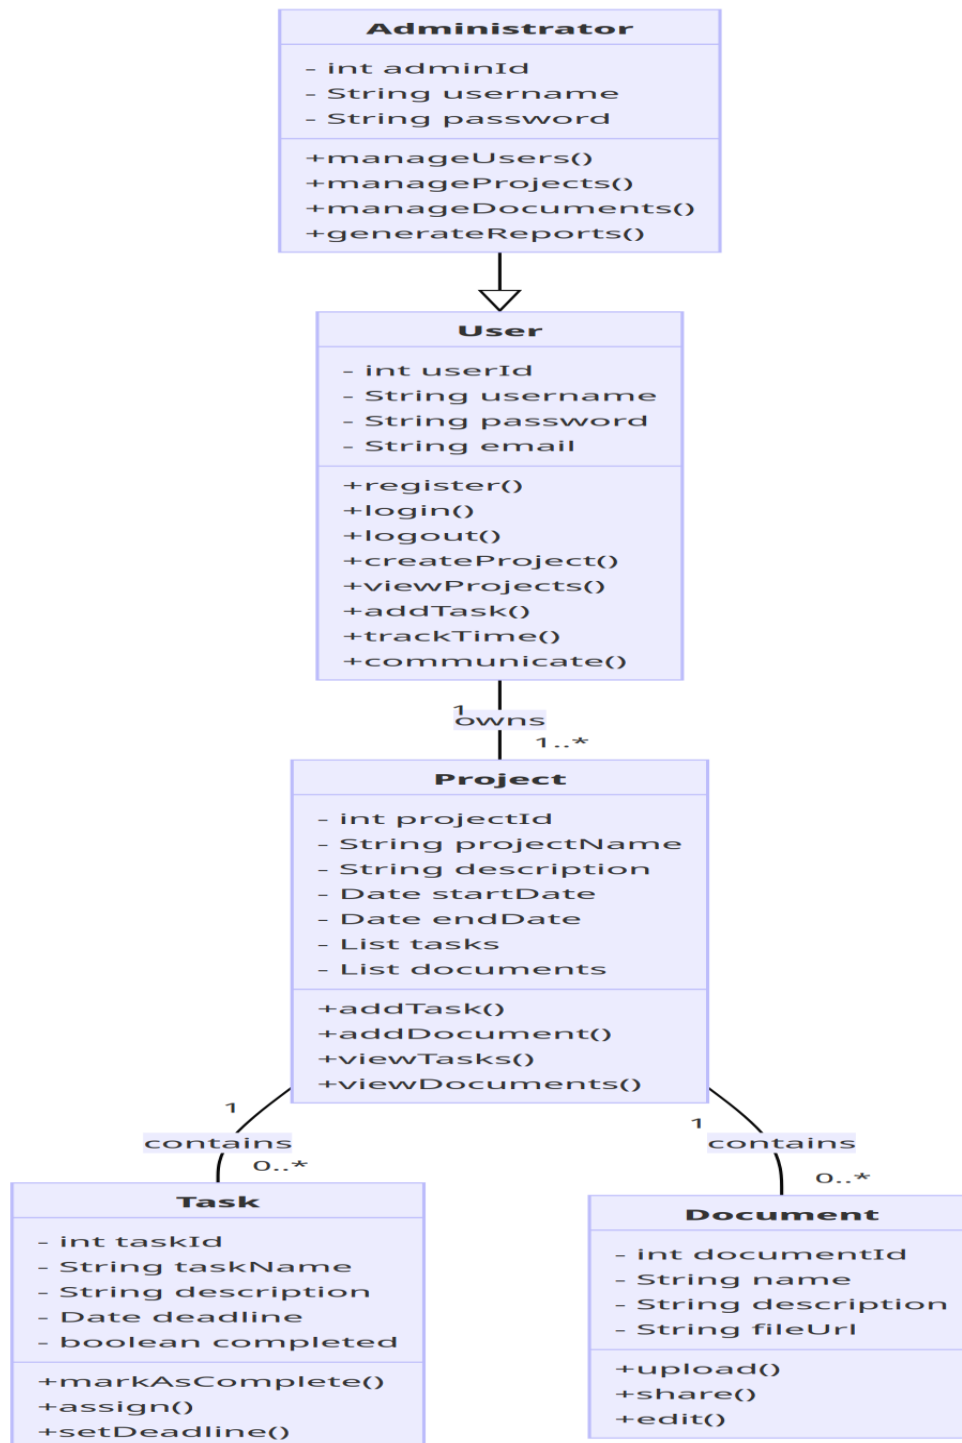 Administrator
- int adminId
- String username
- String password
+manageUsers()
+manageProjects()
+manageDocuments()
+generateReports()
User
- int userId
- String username
- String password
- String email
+register()
+login()
+logout()
+createProject()
+viewProjects()
+addTask()
+trackTime()
+communicate()
1
owns
1..*
Project
- int projectId
- String projectName
- String description
- Date startDate
- Date endDate
- List tasks
- List documents
+addTask()
+addDocument()
+viewTasks()
+viewDocuments()
1
contains
0..*
1
contains
0..*
Task
- int taskId
- String taskName
- String description
- Date deadline
- boolean completed
+markAsComplete()
+assign()
+setDeadline()
Document
- int documentId
- String name
- String description
- String fileUrl
+upload()
+share()
+edit()